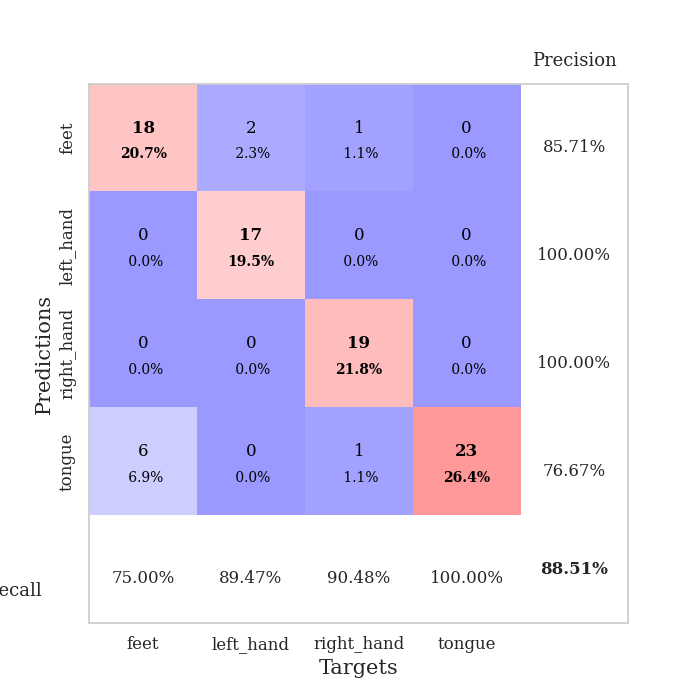 Precision
feet 18 2 1 0 85.71%
20.7% 2.3% 1.1% 0.0%
left_hand 0 17 0 0 100.00%
0.0% 19.5% 0.0% 0.0%
Predictions
right_hand 0 0 19 0 100.00%
0.0% 0.0% 21.8% 0.0%
tongue 6 0 1 23 76.67%
6.9% 0.0% 1.1% 26.4%
ecall 75.00% 89.47% 90.48% 100.00% 88.51%
feet left_hand right_hand tongue
Targets